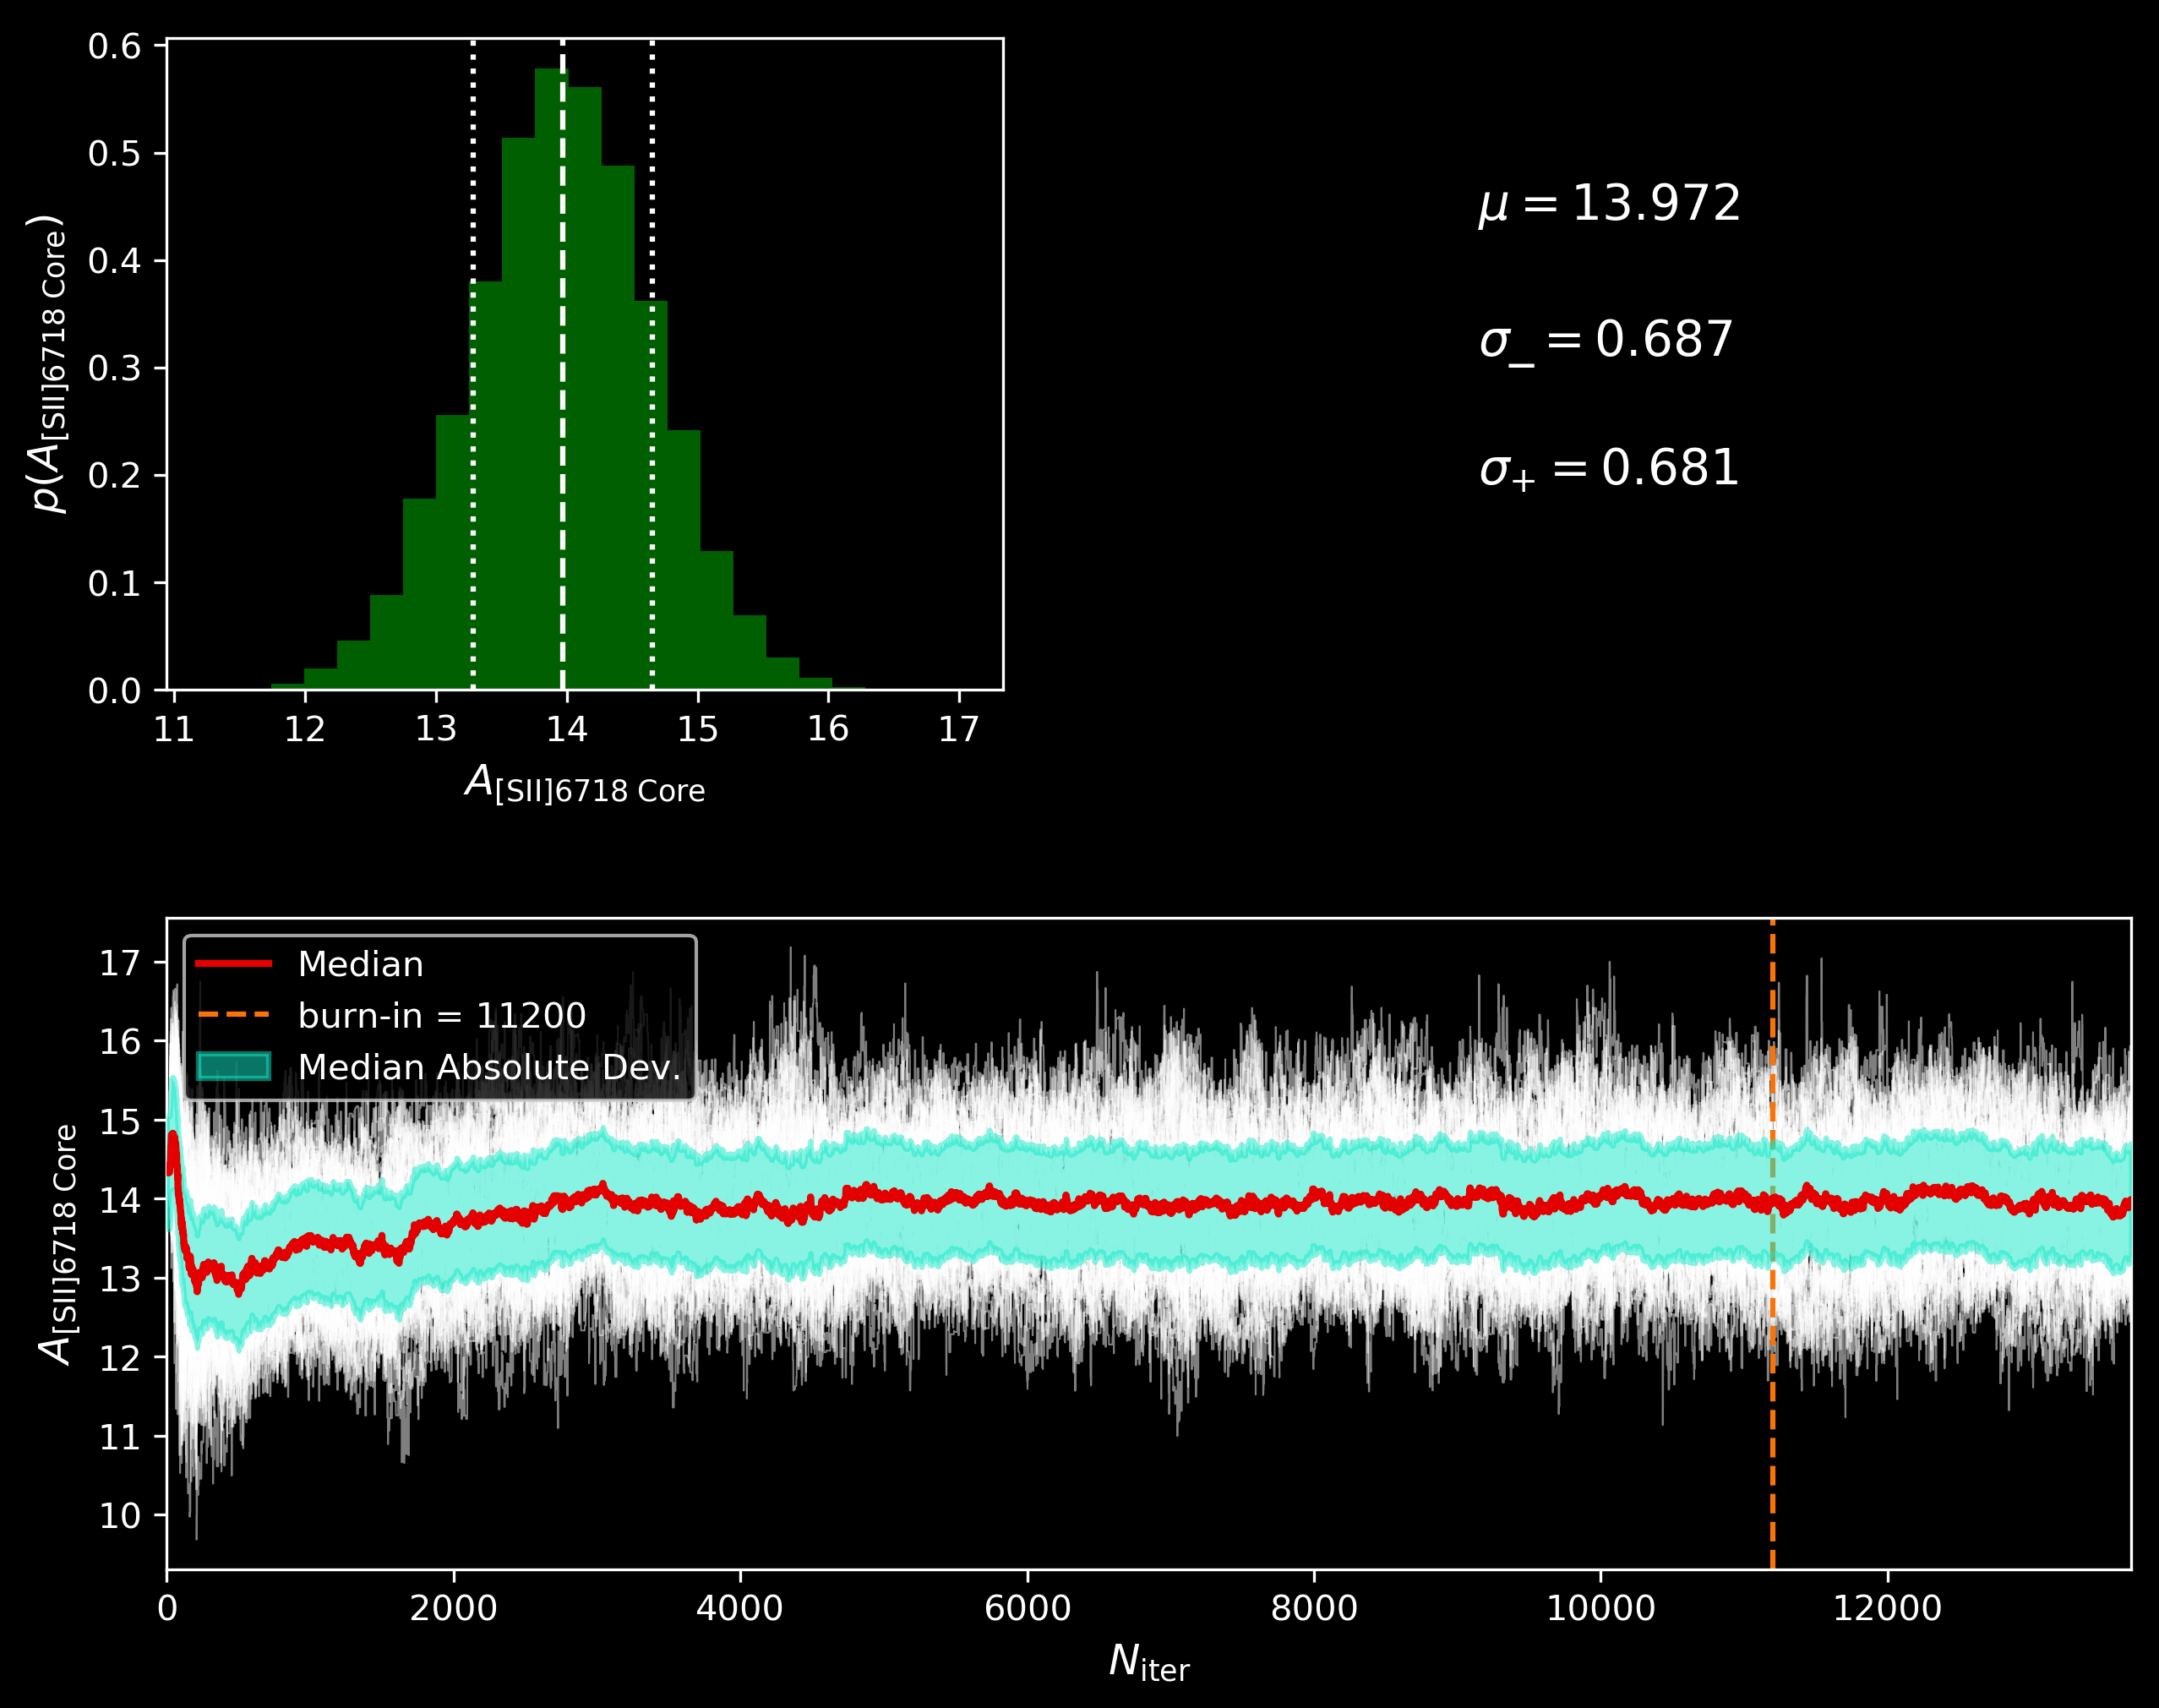 0.6
0.5
0.4
0.3
0.2
0.1
0.0
p(A[SII]6718 Core)
11 12 13 14 15 16 17
A[SII]6718 Core
μ = 13.972
σ− = 0.687
σ+ = 0.681
17
16
15
14
13
12
11
10
A[SII]6718 Core
Median
burn-in = 11200
Median Absolute Dev.
0 2000 4000 6000 8000 10000 12000
Niter